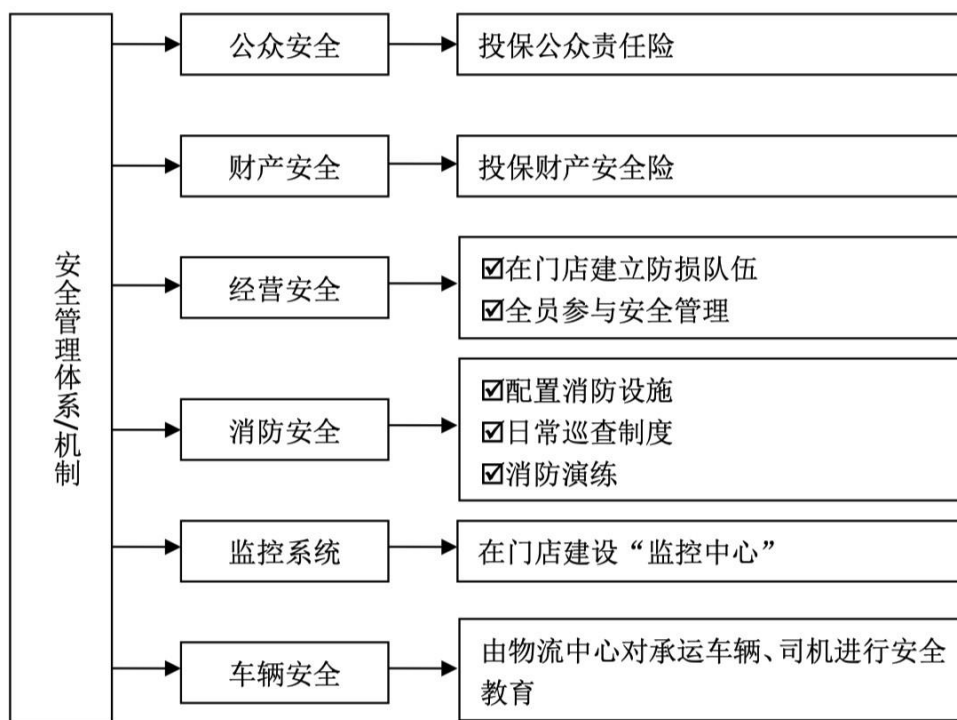 安全管理体系/机制
公众安全
投保公众责任险
财产安全
投保财产安全险
经营安全
☑在门店建立防损队伍
☑全员参与安全管理
消防安全
☑配置消防设施
☑日常巡查制度
☑消防演练
监控系统
在门店建设“监控中心”
车辆安全
由物流中心对承运车辆、司机进行安全
教育